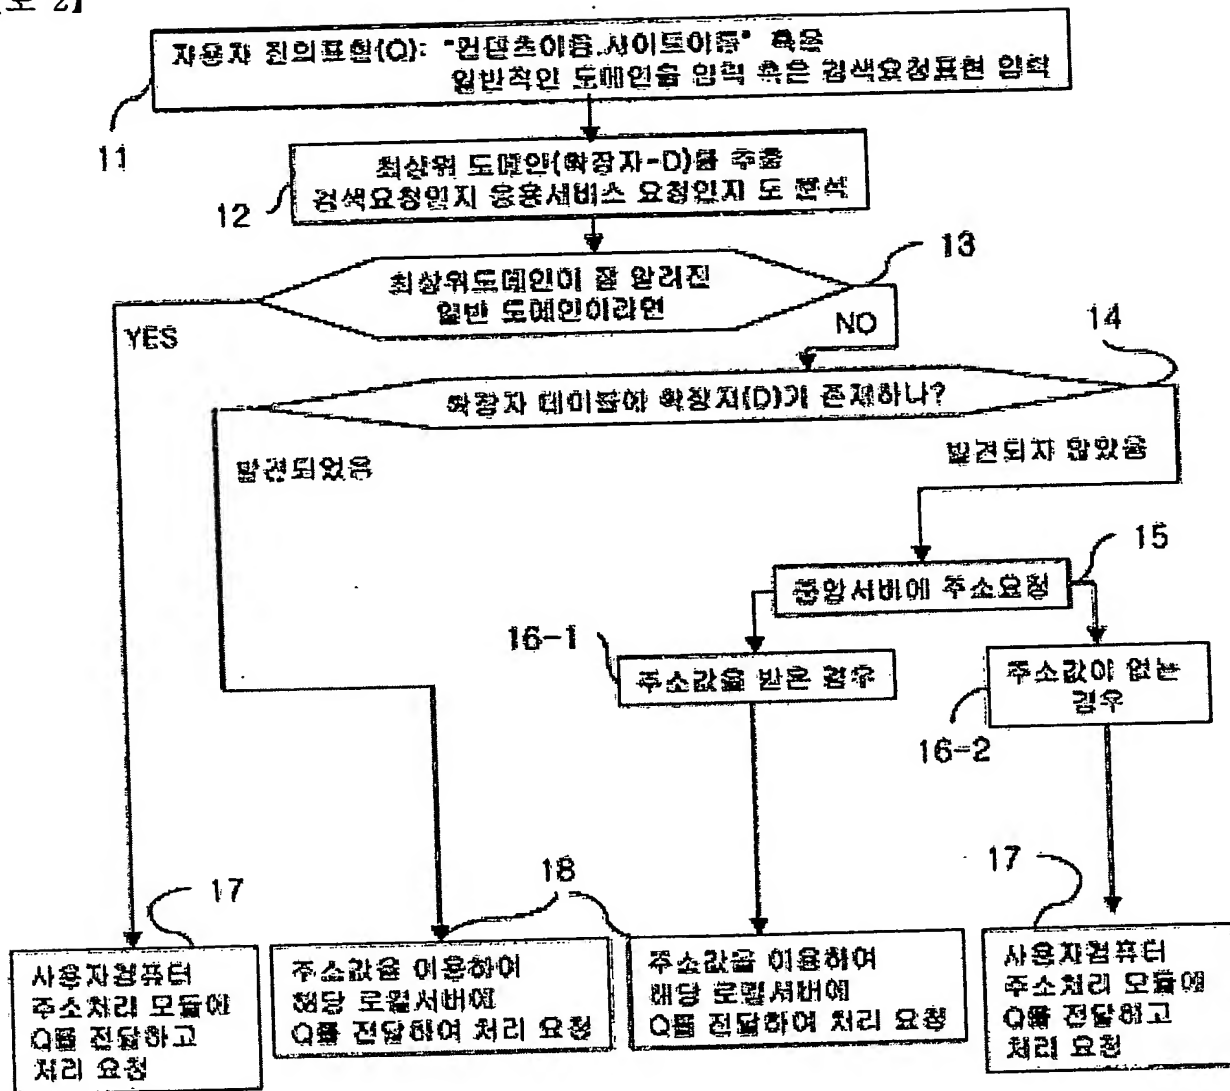 도 2】
사용자 질의표현(Q): "컨텐츠이름.사이트이름" 혹은
일반적인 도메인을 입력 혹은 검색요청표현 입력
11
최상위 도메인(확장자-D)를 추출
검색요청인지 응용서비스 요청인지 도 분석
12
최상위도메인이 잘 알려진
일반 도메인이라면
13
YES
NO
14
확장자 테이블에 확장자(D)가 존재하나?
발견되었음
발견되지 않았음
15
중앙서버에 주소요청
16-1
주소값을 받은 경우
주소값이 없는
경우
16-2
17
18
17
사용자컴퓨터
주소처리 모듈에
Q를 전달하고
처리 요청
주소값을 이용하여
해당 로컬서버에
Q를 전달하여 처리 요청
주소값을 이용하여
해당 로컬서버에
Q를 전달하여 처리 요청
사용자컴퓨터
주소처리 모듈에
Q를 전달하고
처리 요청